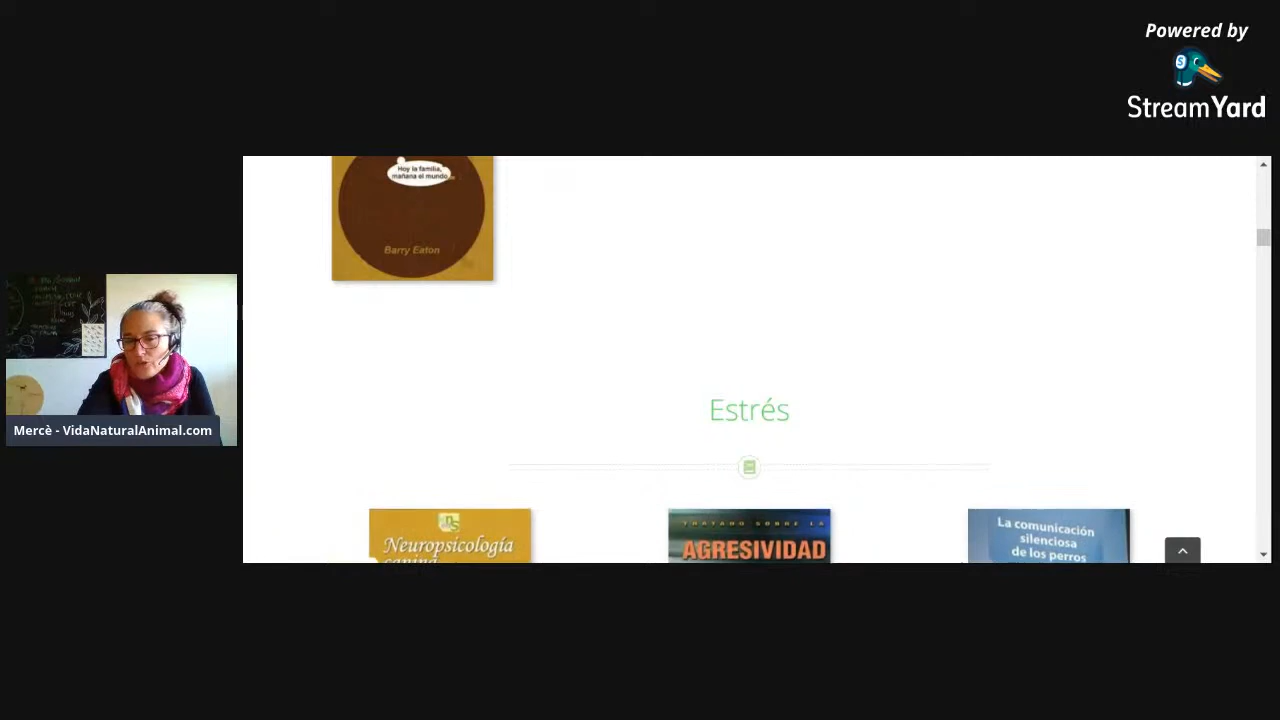 Powered by
StreamYard
Hoy la familia,
mañana el mundo...
Barry Eaton
Mercè - VidaNaturalAnimal.com
Estrés
Neuropsicología
canina
TRATADO SOBRE LA
AGRESIVIDAD
La comunicación
silenciosa
de los perros